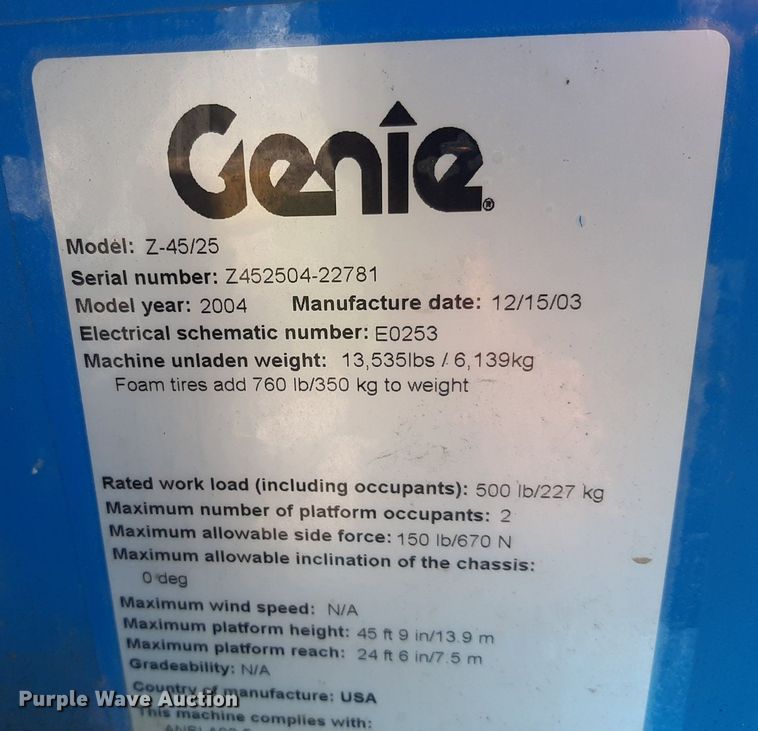 Genie®
Model: Z-45/25
Serial number: Z452504-22781
Model year: 2004 Manufacture date: 12/15/03
Electrical schematic number: E0253
Machine unladen weight: 13,535lbs / 6,139kg
Foam tires add 760 lb/350 kg to weight
Rated work load (including occupants): 500 lb/227 kg
Maximum number of platform occupants: 2
Maximum allowable side force: 150 lb/670 N
Maximum allowable inclination of the chassis:
0 deg
Maximum wind speed: N/A
Maximum platform height: 45 ft 9 in/13.9 m
Maximum platform reach: 24 ft 6 in/7.5 m
Gradeability: N/A
Country of manufacture: USA
This machine complies with:
Purple Wave Auction